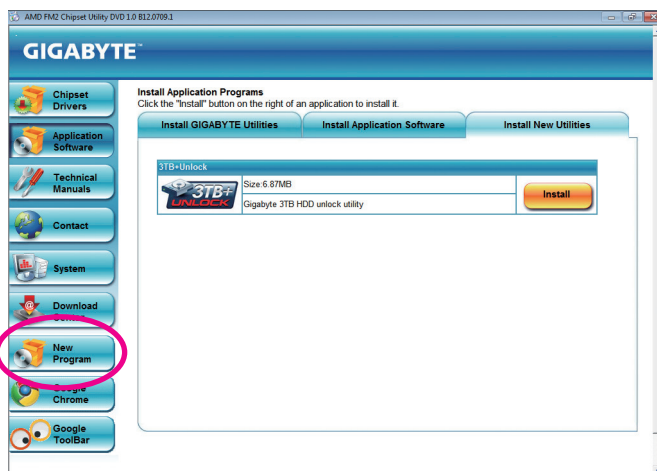 AMD FM2 Chipset Utility DVD 1.0 B12.0709.1
GIGABYTE™
Chipset
Drivers
Application
Software
Technical
Manuals
Contact
System
Download
New
Program
Google
Chrome
Google
ToolBar
Install Application Programs
Click the "Install" button on the right of an application to install it.
Install GIGABYTE Utilities
Install Application Software
Install New Utilities
3TB+Unlock
3TB+
UNLOCK
Size:6.87MB
Gigabyte 3TB HDD unlock utility
Install